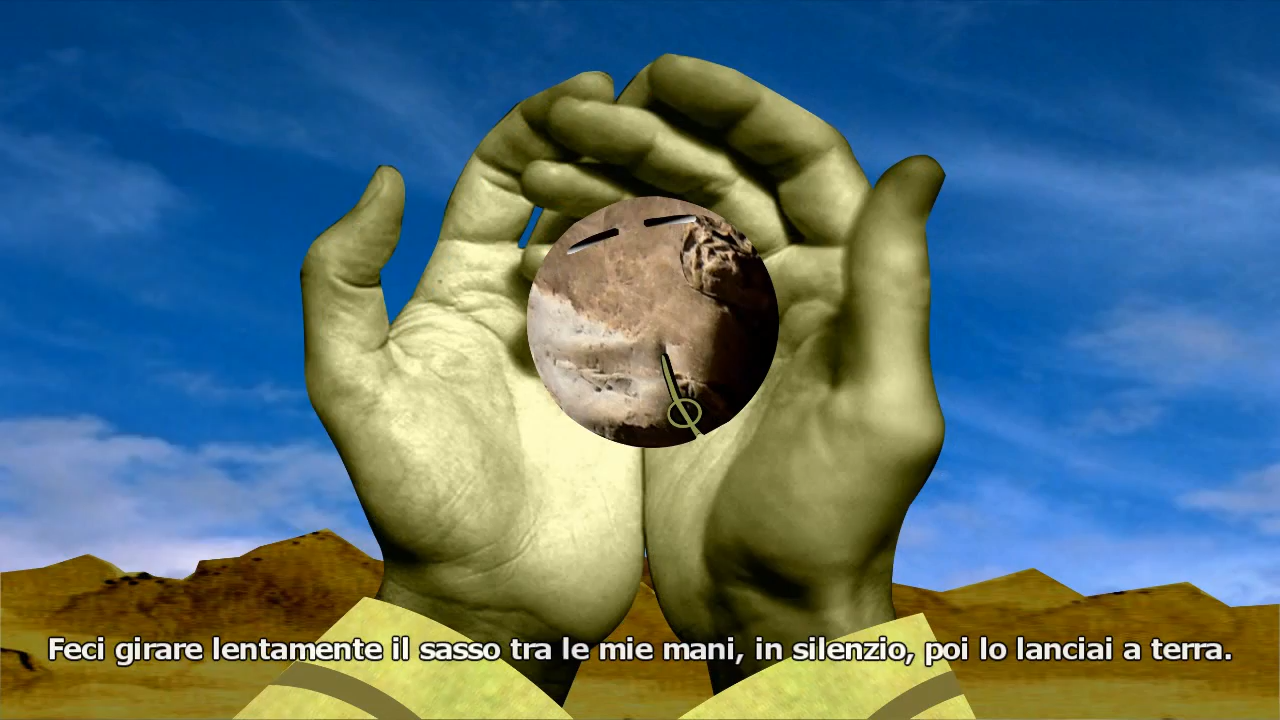 Feci girare lentamente il sasso tra le mie mani, in silenzio, poi lo lanciai a terra.